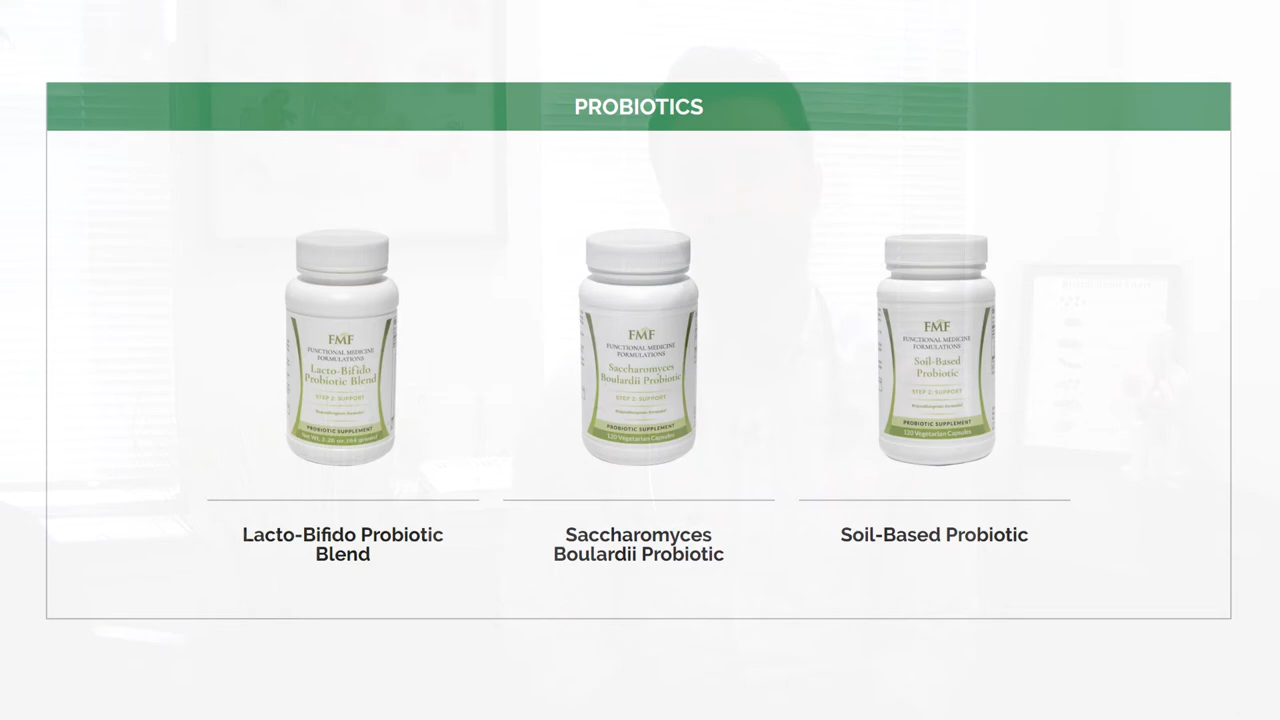 PROBIOTICS
FMF
FUNCTIONAL MEDICINE
FORMULATIONS
Lacto-Bifido
Probiotic Blend
STEP 2: SUPPORT
PROBIOTIC SUPPLEMENT
FMF
FUNCTIONAL MEDICINE
FORMULATIONS
Saccharomyces
Boulardii Probiotic
STEP 2: SUPPORT
PROBIOTIC SUPPLEMENT
120 Vegetarian Capsules
FMF
FUNCTIONAL MEDICINE
FORMULATIONS
Soil-Based
Probiotic
STEP 2: SUPPORT
PROBIOTIC SUPPLEMENT
120 Vegetarian Capsules
Lacto-Bifido Probiotic
Blend
Saccharomyces
Boulardii Probiotic
Soil-Based Probiotic